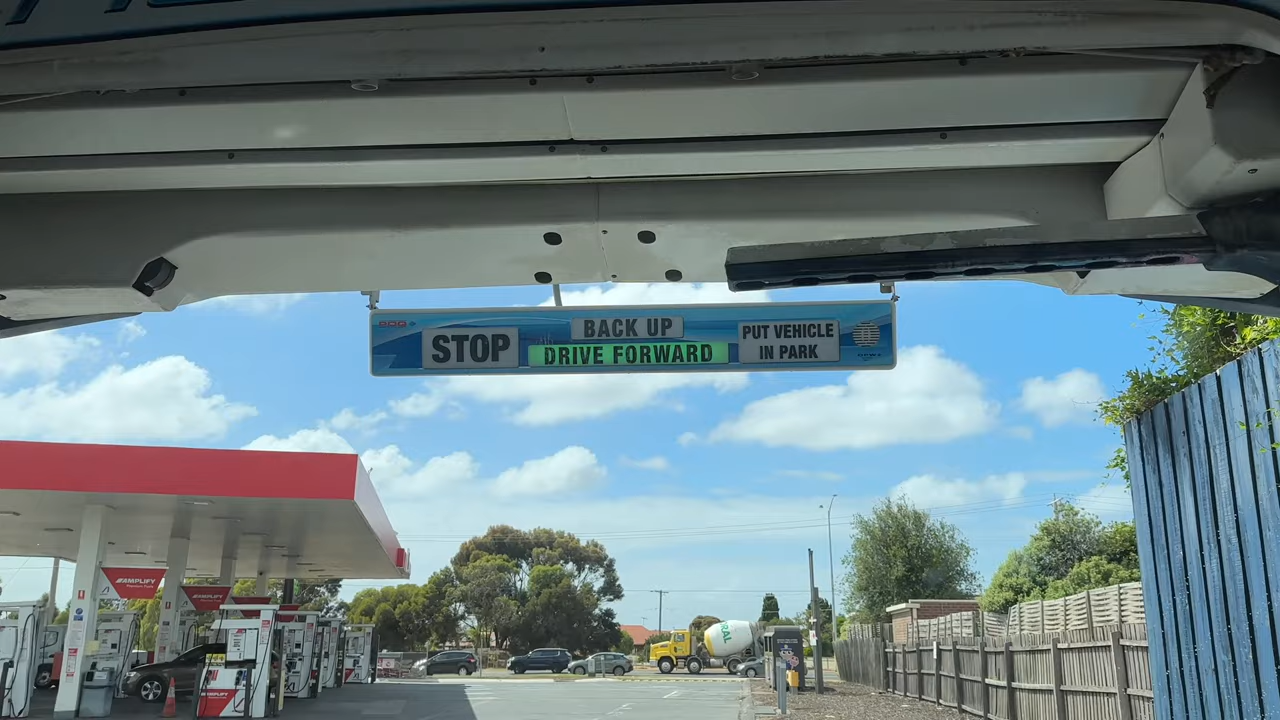 STOP
BACK UP
DRIVE FORWARD
PUT VEHICLE
IN PARK
AMPLIFY
AMPLIFY